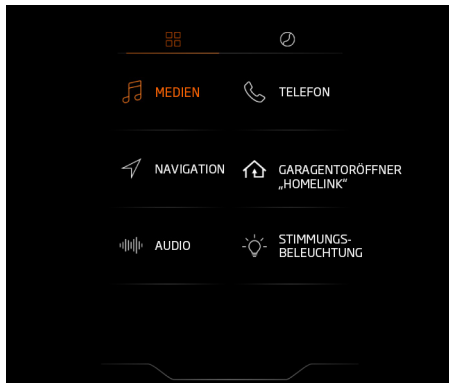 MEDIEN
TELEFON
NAVIGATION
GARAGENTORÖFFNER
„HOMELINK“
AUDIO
STIMMUNGS-
BELEUCHTUNG